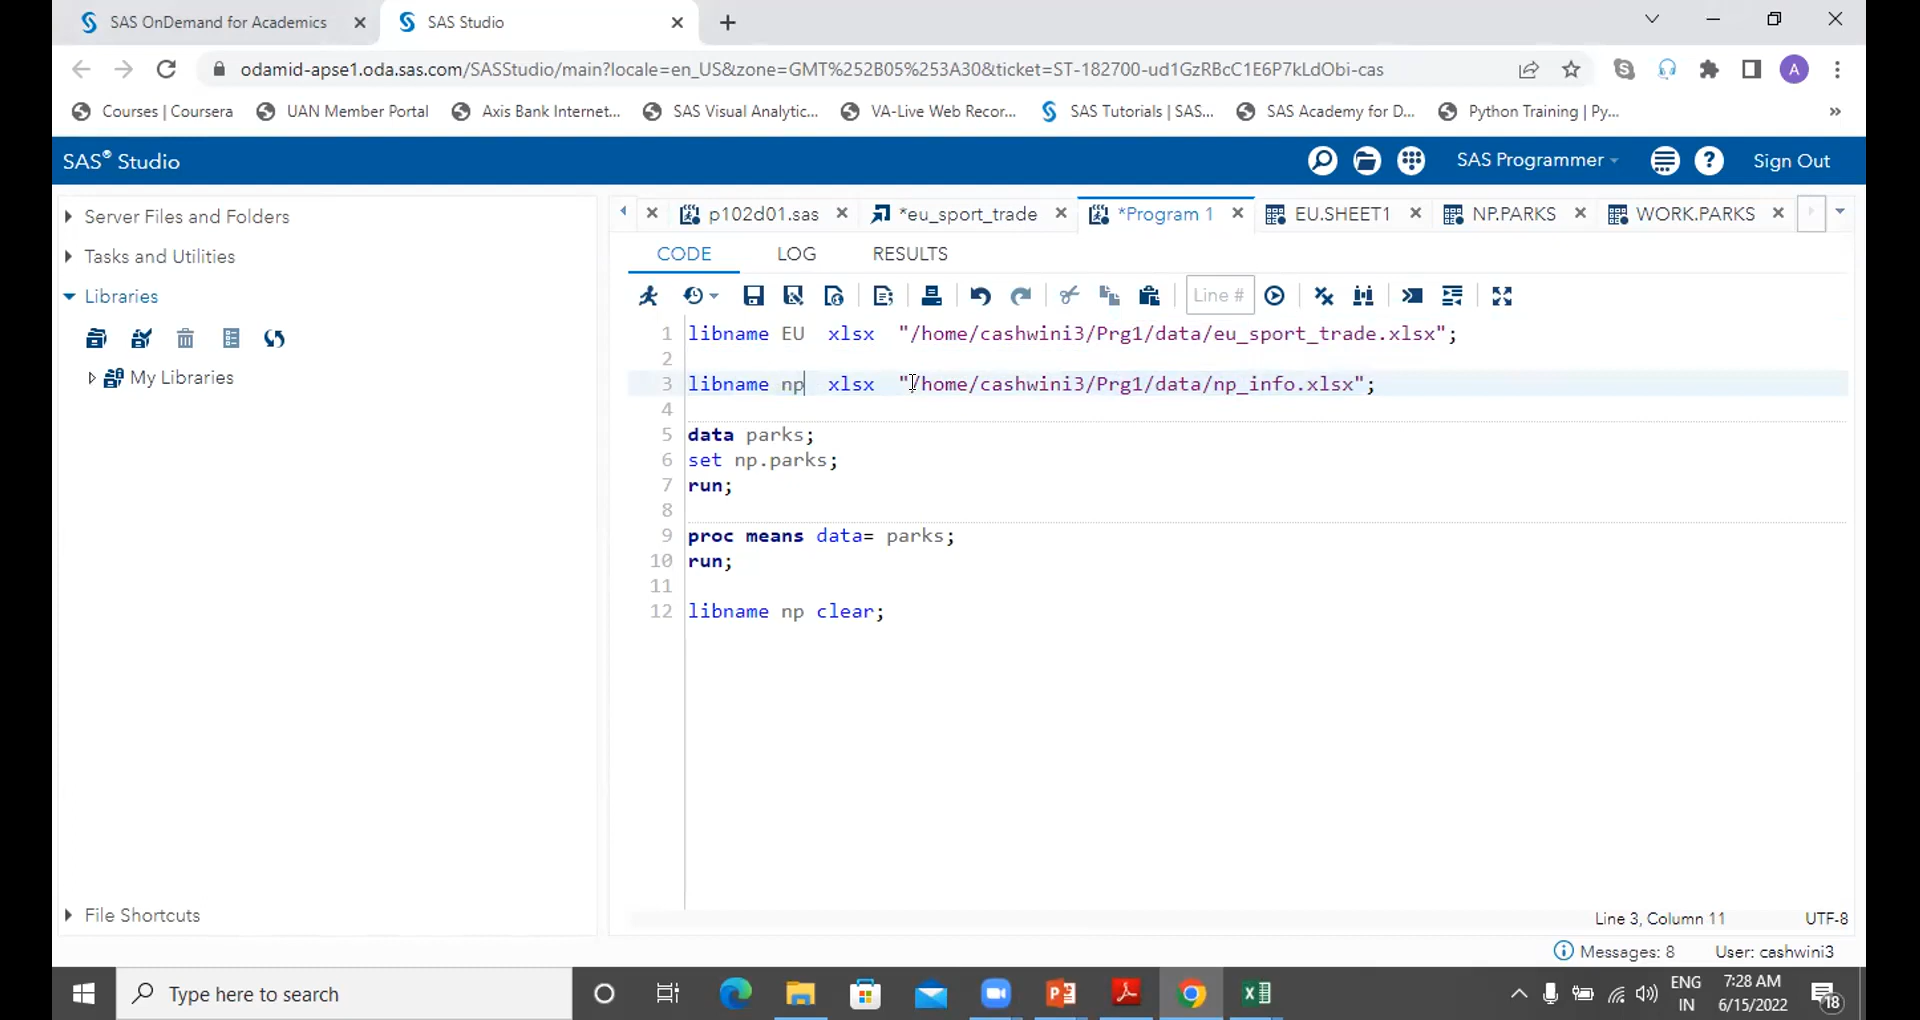 SAS OnDemand for Academics
SAS Studio
odamid-apse1.oda.sas.com/SASStudio/main?locale=en_US&zone=GMT%252B05%253A30&ticket=ST-182700-ud1GzRBcC1E6P7kLdObi-cas
A
Courses | Coursera
UAN Member Portal
Axis Bank Internet...
SAS Visual Analytic...
VA-Live Web Recor...
SAS Tutorials | SAS...
SAS Academy for D...
Python Training | Py...
»
SAS® Studio
SAS Programmer
?
Sign Out
Server Files and Folders
Tasks and Utilities
Libraries
My Libraries
File Shortcuts
p102d01.sas
*eu_sport_trade
*Program 1
EU.SHEET1
NP.PARKS
WORK.PARKS
CODE
LOG
RESULTS
Line #
1 libname EU xlsx "/home/cashwini3/Prg1/data/eu_sport_trade.xlsx";
2
3 libname np xlsx "/home/cashwini3/Prg1/data/np_info.xlsx";
4
5 data parks;
6 set np.parks;
7 run;
8
9 proc means data= parks;
10 run;
11
12 libname np clear;
Line 3, Column 11
UTF-8
Messages: 8
User: cashwini3
Type here to search
ENG
IN
7:28 AM
6/15/2022
18